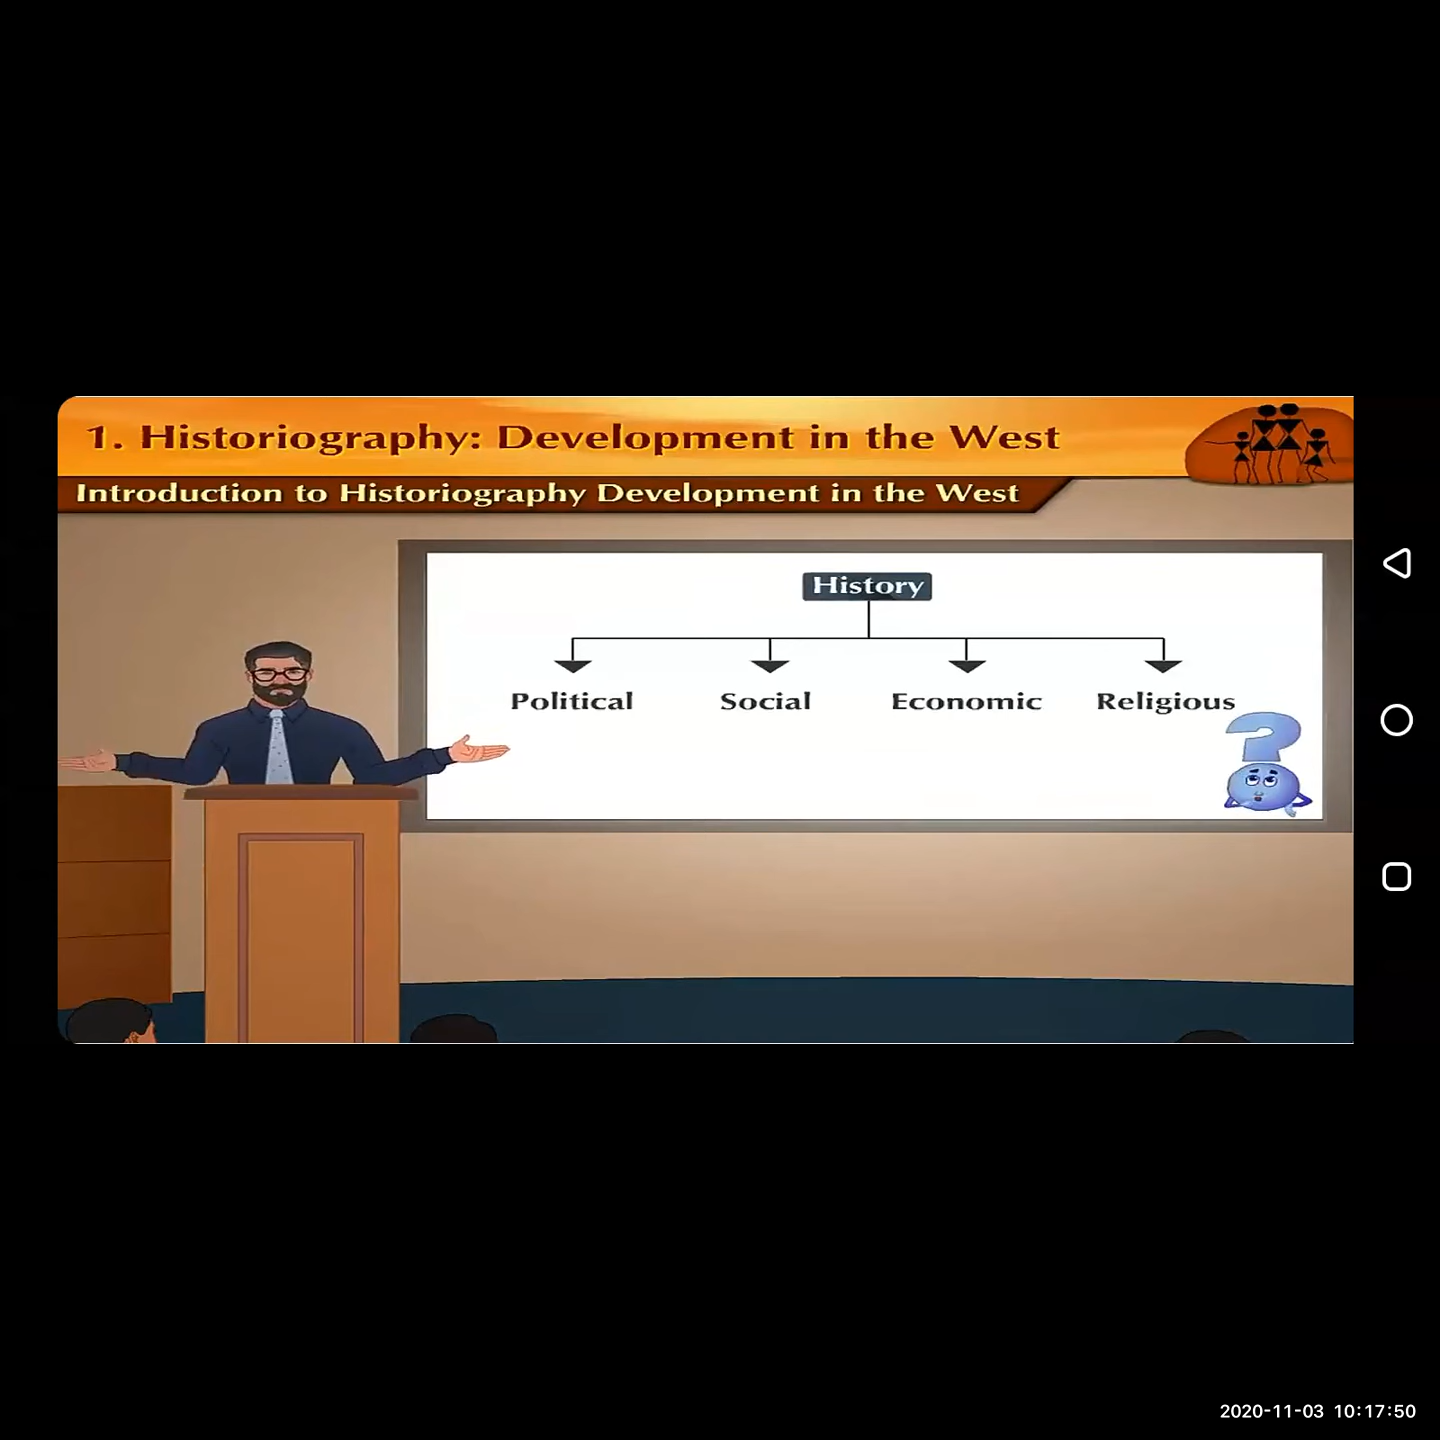 1. Historiography: Development in the West
Introduction to Historiography Development in the West
History
Political Social Economic Religious
?
2020-11-03 10:17:50